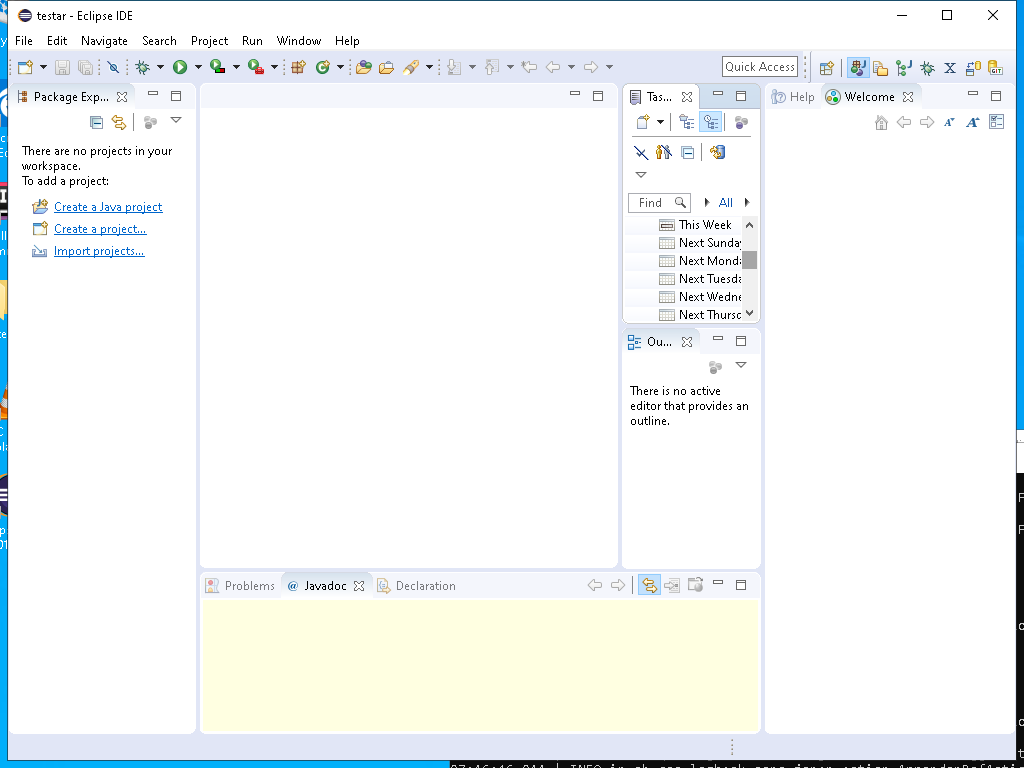 testar - Eclipse IDE
File Edit Navigate Search Project Run Window Help
Quick Access
Package Exp...
There are no projects in your
workspace.
To add a project:
Create a Java project
Create a project...
Import projects...
Tas...
Find
All
This Week
Next Sunda
Next Mond
Next Tuesda
Next Wedne
Next Thursd
Ou...
There is no active
editor that provides an
outline.
Help
Welcome
Problems
@ Javadoc
Declaration